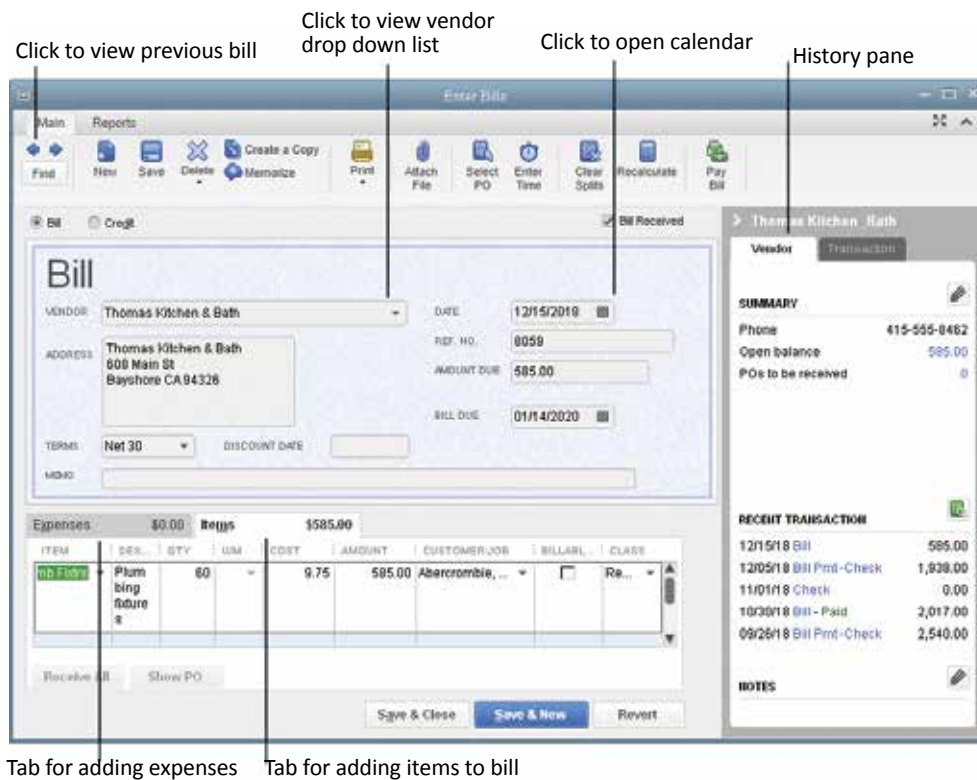 Click to view previous bill
Click to view vendor
drop down list
Click to open calendar
History pane
Enter Bills
Main Reports
Find New Save Delete Create a Copy
Memorize Print Attach
File Select
PO Enter
Time Clear
Splits Recalculate Pay
Bill
Bill Credit Bill Received
Bill
VENDOR Thomas Kitchen & Bath
ADDRESS Thomas Kitchen & Bath
608 Main St
Bayshore CA 94326
TERMS Net 30 DISCOUNT DATE
MEMO
DATE 12/15/2019
REF. NO. 8059
AMOUNT DUE 585.00
BILL DUE 01/14/2020
Expenses $0.00 Items $585.00
ITEM DES... QTY U/M COST AMOUNT CUSTOMER:JOB BILLABL... CLASS
mb Fixtrs Plum
bing
fixture
s 60 9.75 585.00 Abercrombie, ... Re...
Receive All Show PO
Save & Close Save & New Revert
Thomas Kitchen Bath
Vendor Transaction
SUMMARY
Phone 415-555-8462
Open balance 585.00
POs to be received 0
RECENT TRANSACTION
12/15/18 Bill 585.00
12/05/18 Bill Pmt -Check 1,938.00
11/01/18 Check 0.00
10/30/18 Bill - Paid 2,017.00
09/26/18 Bill Pmt -Check 2,540.00
NOTES
Tab for adding expenses
Tab for adding items to bill